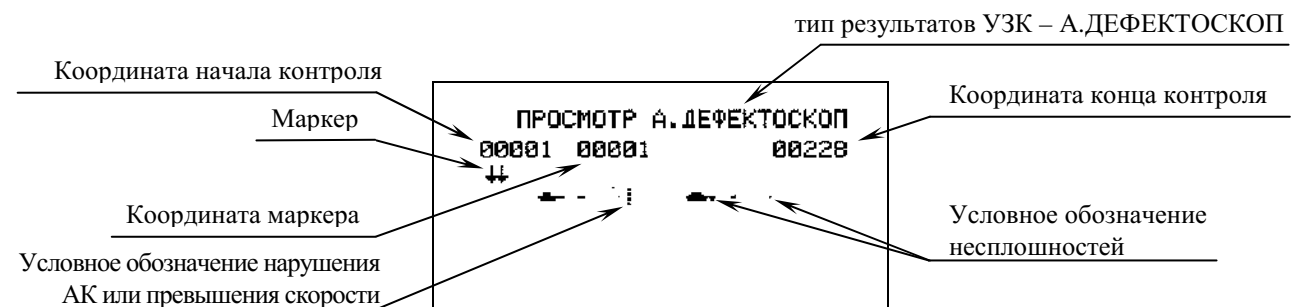 тип результатов УЗК – А.ДЕФЕКТОСКОП
Координата начала контроля
Маркер
Координата маркера
Условное обозначение нарушения
АК или превышения скорости
ПРОСМОТР А.ДЕФЕКТОСКОП
00001 00001 00228
Координата конца контроля
Условное обозначение
несплошностей